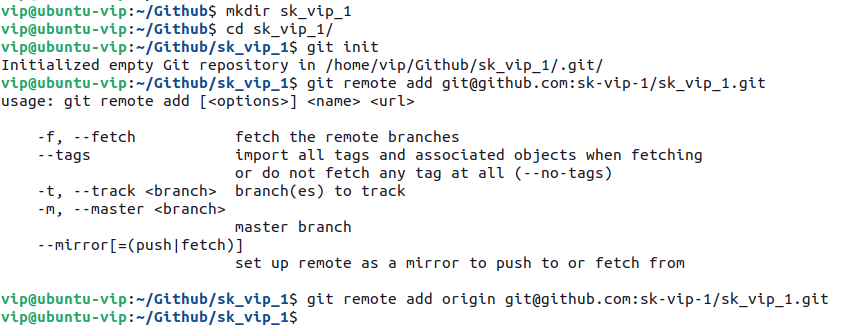 vip@ubuntu-vip:~/Github$ mkdir sk_vip_1
vip@ubuntu-vip:~/Github$ cd sk_vip_1/
vip@ubuntu-vip:~/Github/sk_vip_1$ git init
Initialized empty Git repository in /home/vip/Github/sk_vip_1/.git/
vip@ubuntu-vip:~/Github/sk_vip_1$ git remote add git@github.com:sk-vip-1/sk_vip_1.git
usage: git remote add [<options>] <name> <url>

    -f, --fetch           fetch the remote branches
    --tags                import all tags and associated objects when fetching
                          or do not fetch any tag at all (--no-tags)
    -t, --track <branch>  branch(es) to track
    -m, --master <branch>
                          master branch
    --mirror[=(push|fetch)]
                          set up remote as a mirror to push to or fetch from

vip@ubuntu-vip:~/Github/sk_vip_1$ git remote add origin git@github.com:sk-vip-1/sk_vip_1.git
vip@ubuntu-vip:~/Github/sk_vip_1$